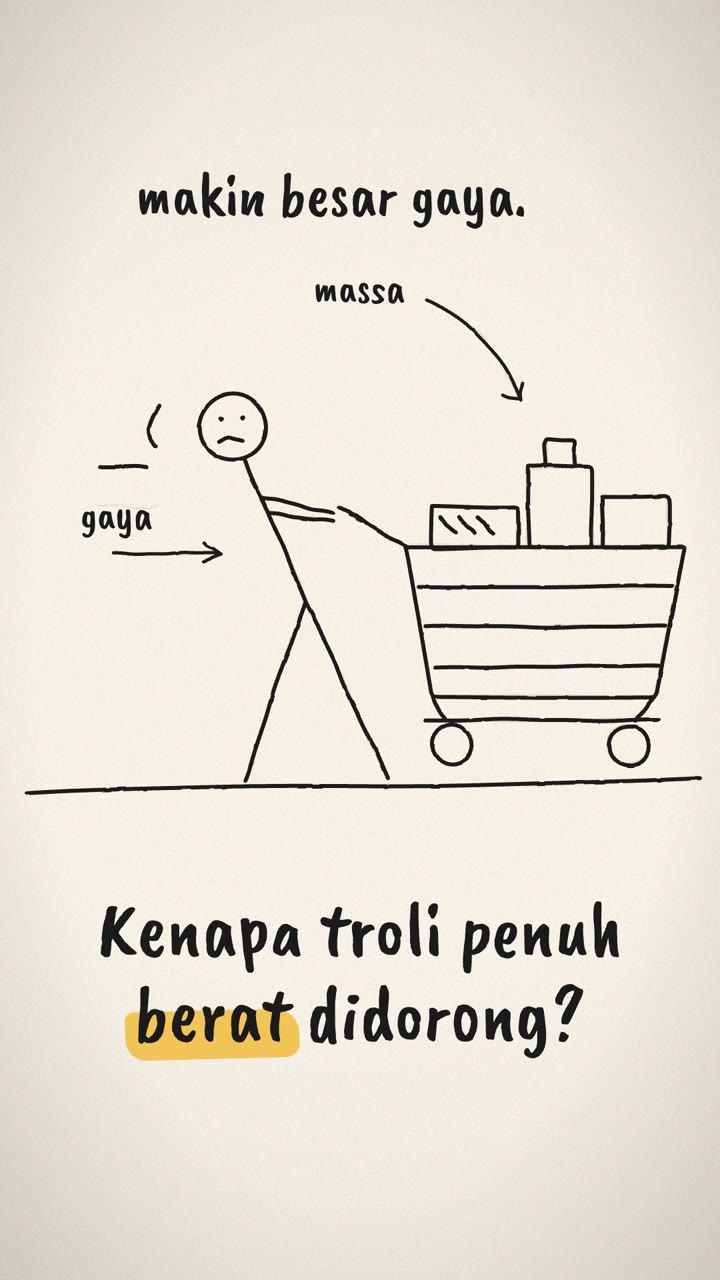 makin besar gaya.
massa
gaya
Kenapa troli penuh
berat didorong?